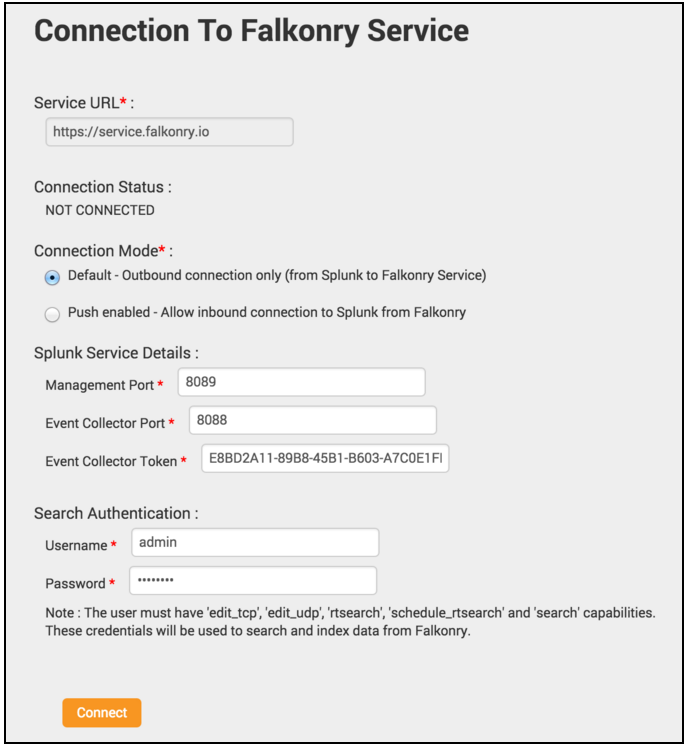 Connection To Falkonry Service
Service URL* :
https://service.falkonry.io
Connection Status :
NOT CONNECTED
Connection Mode* :
Default - Outbound connection only (from Splunk to Falkonry Service)
Push enabled - Allow inbound connection to Splunk from Falkonry
Splunk Service Details :
Management Port * 8089
Event Collector Port * 8088
Event Collector Token * E8BD2A11-89B8-45B1-B603-A7C0E1F
Search Authentication :
Username * admin
Password * ••••••••
Note : The user must have 'edit_tcp', 'edit_udp', 'rtsearch', 'schedule_rtsearch' and 'search' capabilities.
These credentials will be used to search and index data from Falkonry.
Connect